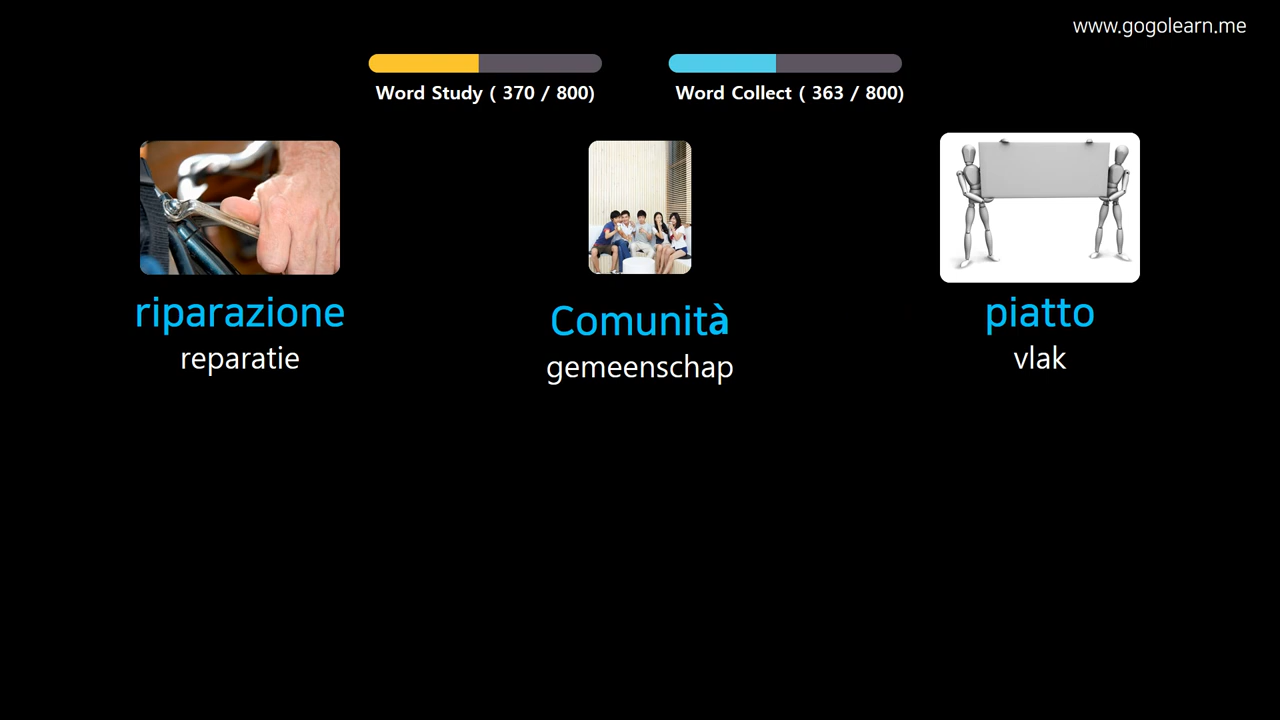 www.gogolearn.me
Word Study ( 370 / 800)
Word Collect ( 363 / 800)
riparazione
reparatie
Comunità
gemeenschap
piatto
vlak